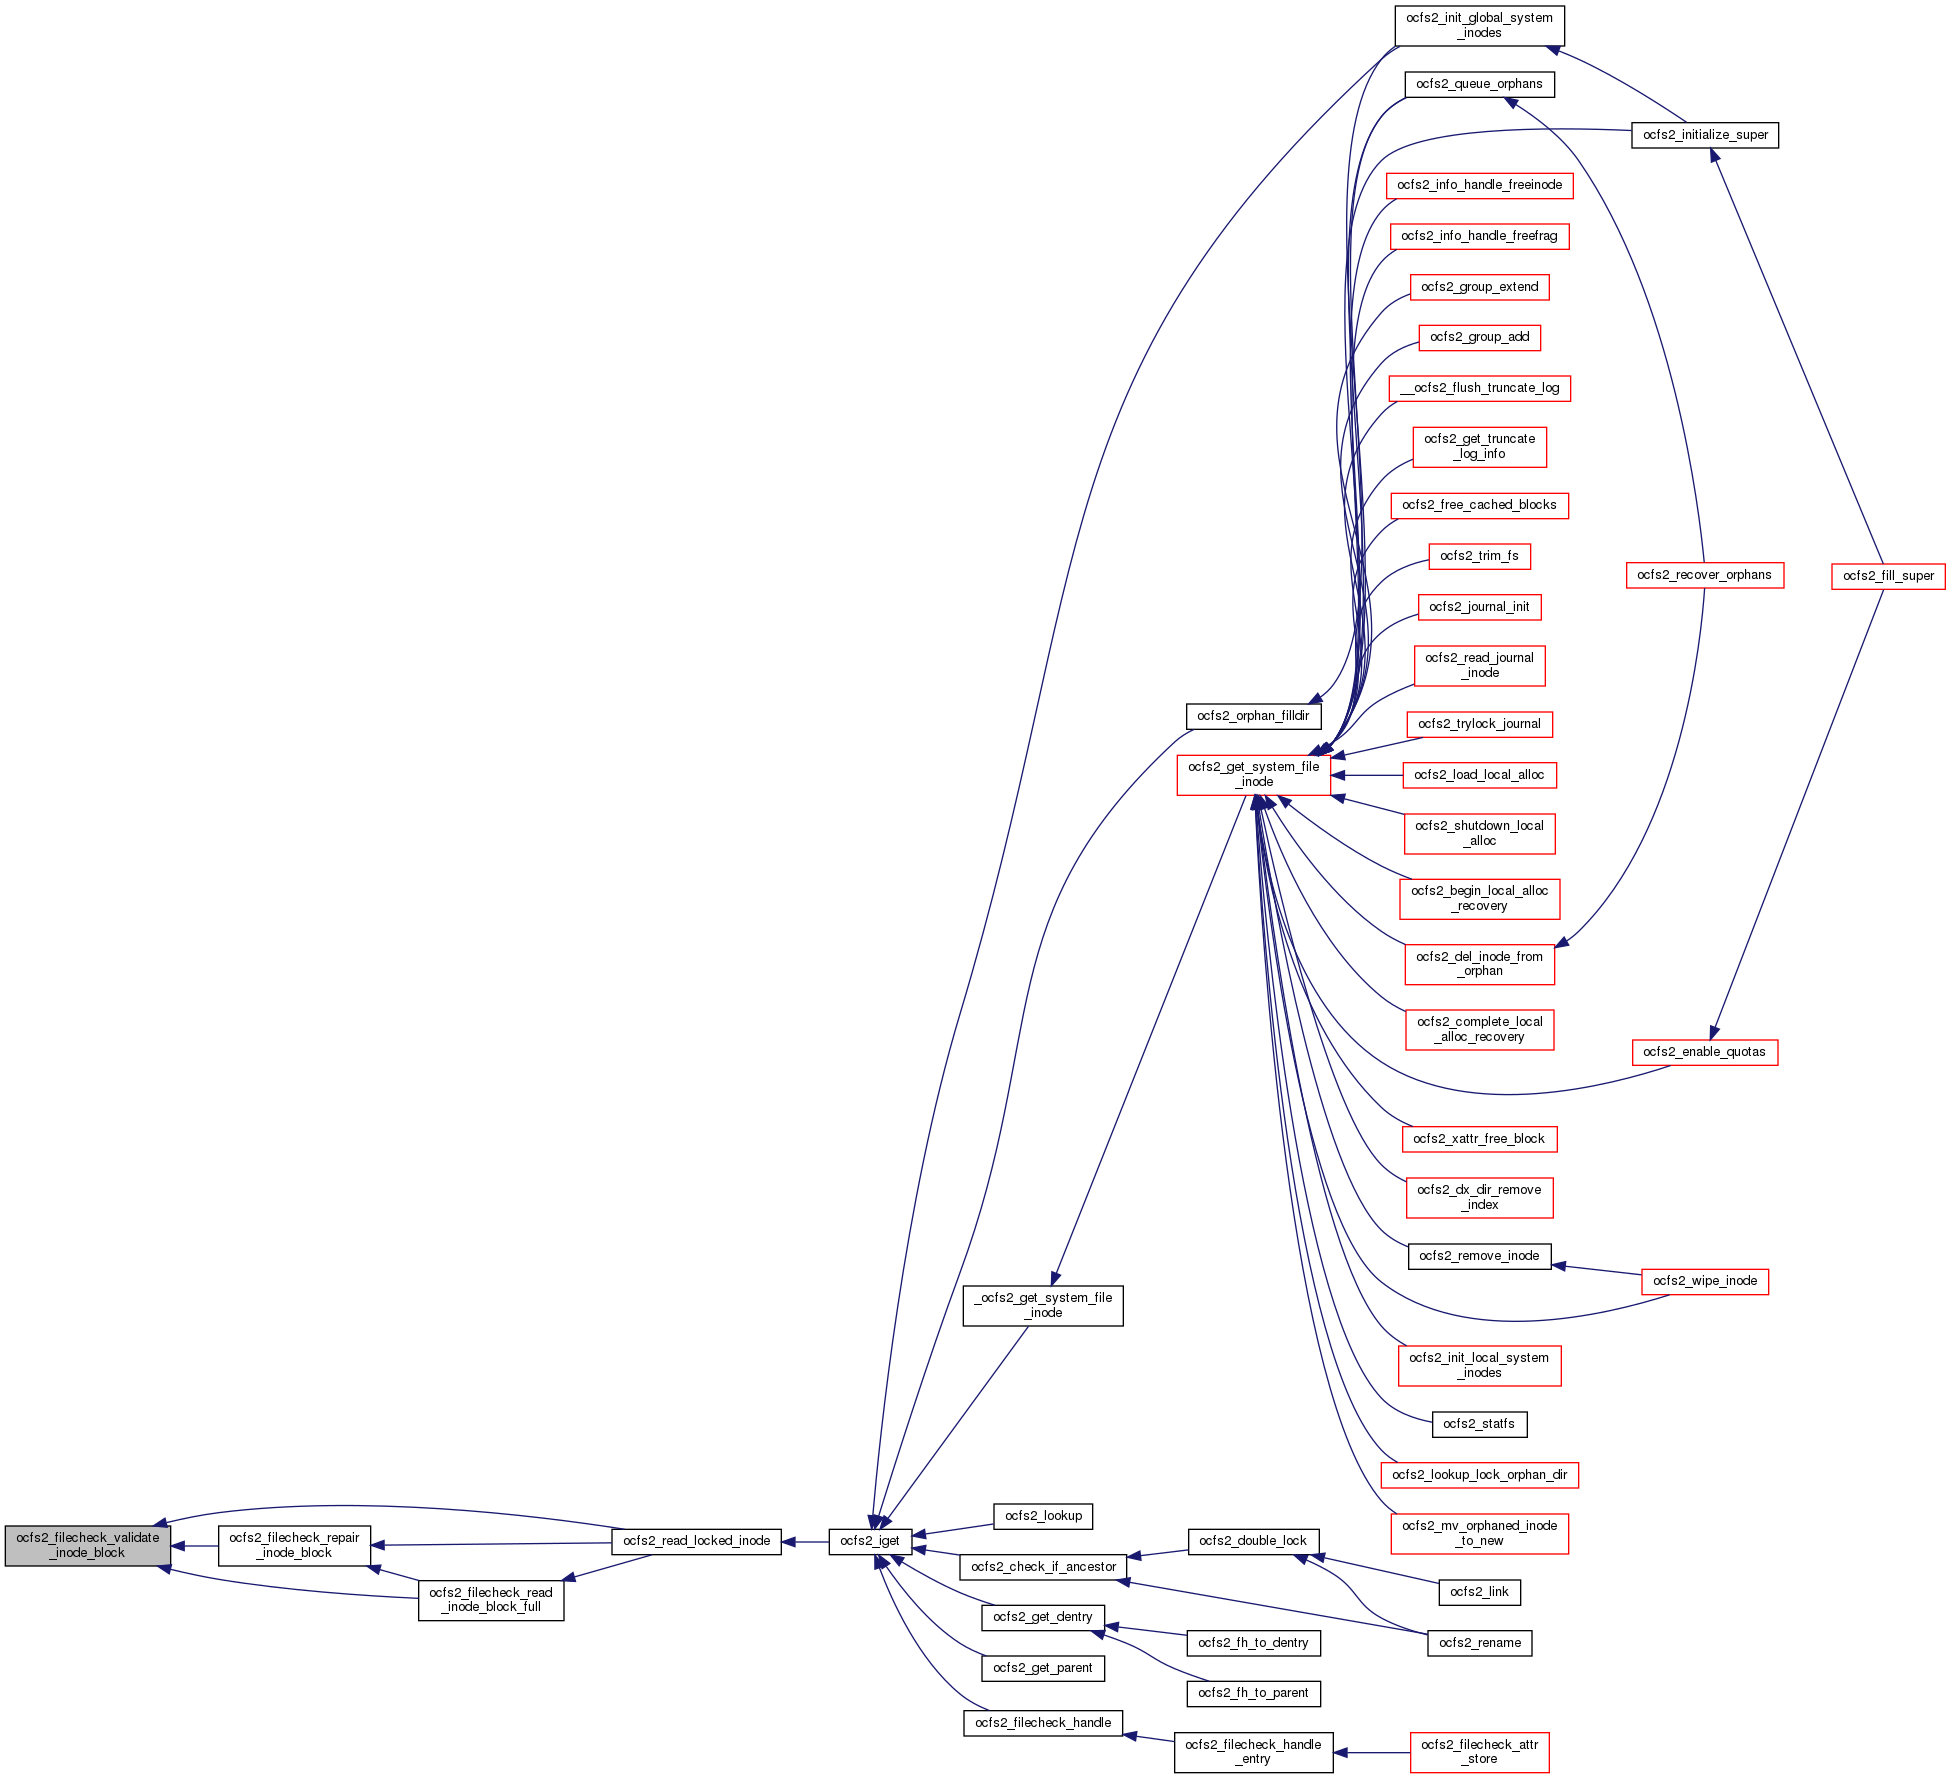 ocfs2_init_global_system
_inodes
ocfs2_queue_orphans
ocfs2_initialize_super
ocfs2_info_handle_freeinode
ocfs2_info_handle_freefrag
ocfs2_group_extend
ocfs2_group_add
__ocfs2_flush_truncate_log
ocfs2_get_truncate
_log_info
ocfs2_free_cached_blocks
ocfs2_trim_fs
ocfs2_recover_orphans
ocfs2_fill_super
ocfs2_journal_init
ocfs2_read_journal
_inode
ocfs2_orphan_filldir
ocfs2_trylock_journal
ocfs2_get_system_file
_inode
ocfs2_load_local_alloc
ocfs2_shutdown_local
_alloc
ocfs2_begin_local_alloc
_recovery
ocfs2_del_inode_from
_orphan
ocfs2_complete_local
_alloc_recovery
ocfs2_enable_quotas
ocfs2_xattr_free_block
ocfs2_dx_dir_remove
_index
ocfs2_remove_inode
ocfs2_wipe_inode
_ocfs2_get_system_file
_inode
ocfs2_init_local_system
_inodes
ocfs2_statfs
ocfs2_lookup_lock_orphan_dir
ocfs2_mv_orphaned_inode
_to_new
ocfs2_lookup
ocfs2_filecheck_validate
_inode_block
ocfs2_filecheck_repair
_inode_block
ocfs2_read_locked_inode
ocfs2_iget
ocfs2_double_lock
ocfs2_check_if_ancestor
ocfs2_filecheck_read
_inode_block_full
ocfs2_link
ocfs2_get_dentry
ocfs2_fh_to_dentry
ocfs2_rename
ocfs2_get_parent
ocfs2_fh_to_parent
ocfs2_filecheck_handle
ocfs2_filecheck_handle
_entry
ocfs2_filecheck_attr
_store